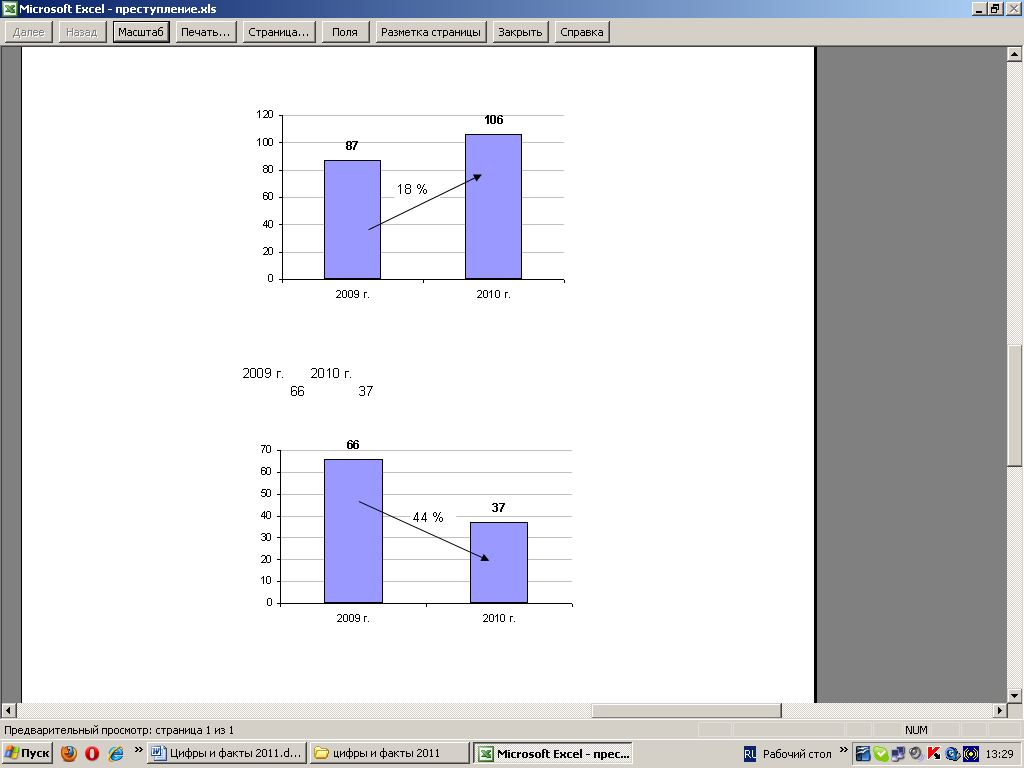 Microsoft Excel - преступление.xls
Далее Назад Масштаб Печать... Страница... Поля Разметка страницы Закрыть Справка
120
100
80
60
40
20
0
87
106
18 %
2009 г. 2010 г.
2009 г. 2010 г.
66 37
70
60
50
40
30
20
10
0
66
37
44 %
2009 г. 2010 г.
Предварительный просмотр: страница 1 из 1
NUM
Пуск » Цифры и факты 2011.d... цифры и факты 2011 Microsoft Excel - прес... RL Рабочий стол » 13:29